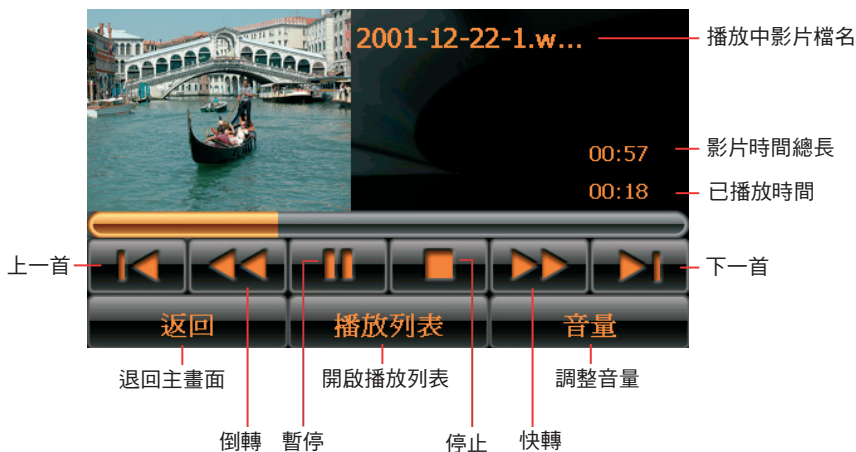 2001-12-22-1.w...
播放中影片檔名
00:57
影片時間總長
00:18
已播放時間
上一首
下一首
返回
播放列表
音量
退回主畫面
開啟播放列表
調整音量
倒轉
暫停
停止
快轉